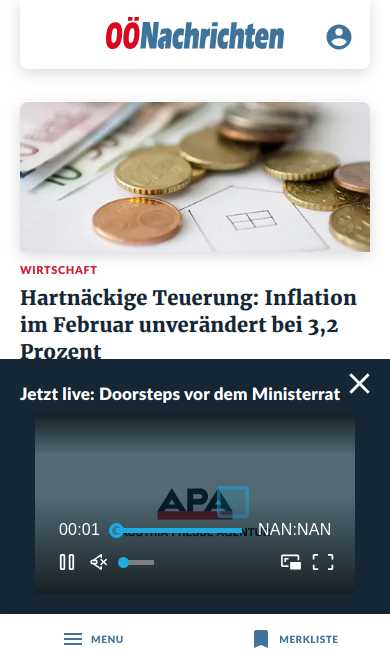 OÖNachrichten
WIRTSCHAFT
Hartnäckige Teuerung: Inflation
im Februar unverändert bei 3,2
Prozent
Jetzt live: Doorsteps vor dem Ministerrat
APA
00:01
NAN:NAN
AUSTRIA PRESSE AGENTUR
MENU
MERKLISTE